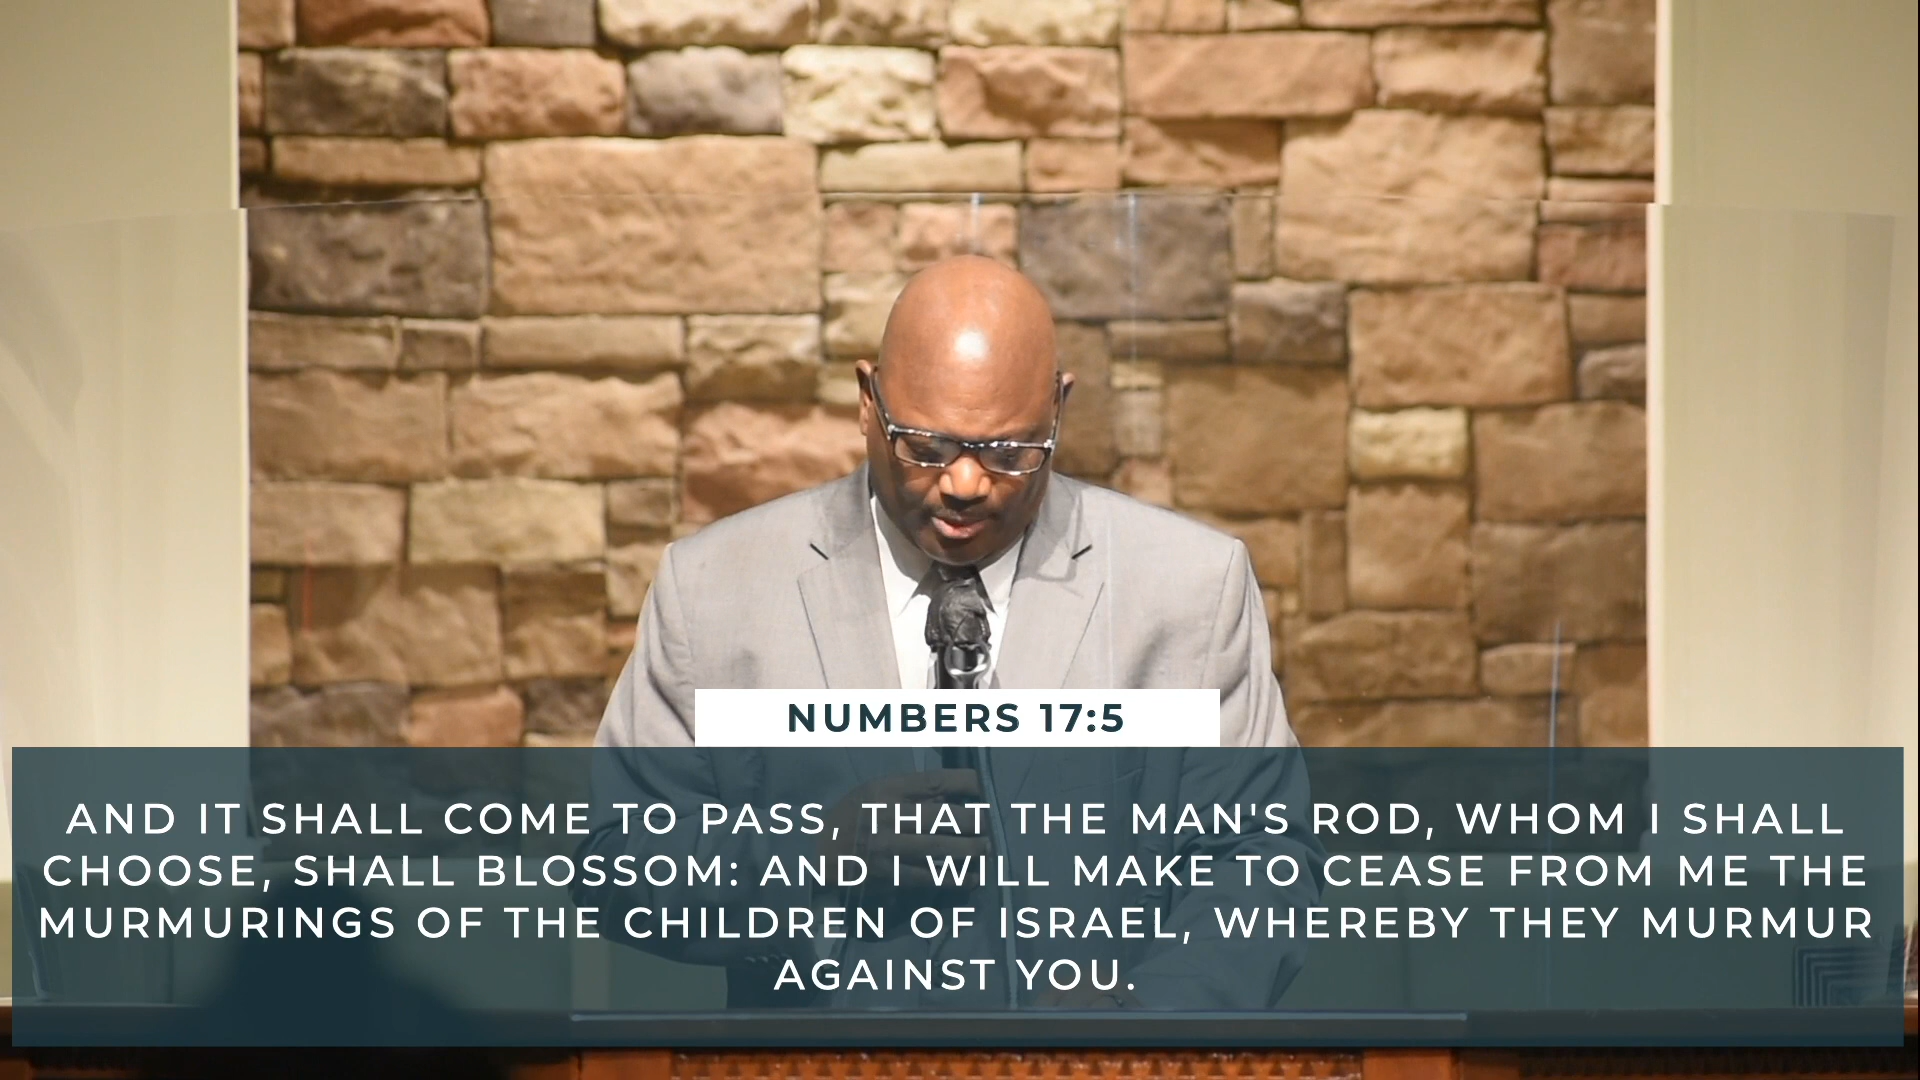 NUMBERS 17:5
AND IT SHALL COME TO PASS, THAT THE MAN'S ROD, WHOM I SHALL
CHOOSE, SHALL BLOSSOM: AND I WILL MAKE TO CEASE FROM ME THE
MURMURINGS OF THE CHILDREN OF ISRAEL, WHEREBY THEY MURMUR
AGAINST YOU.